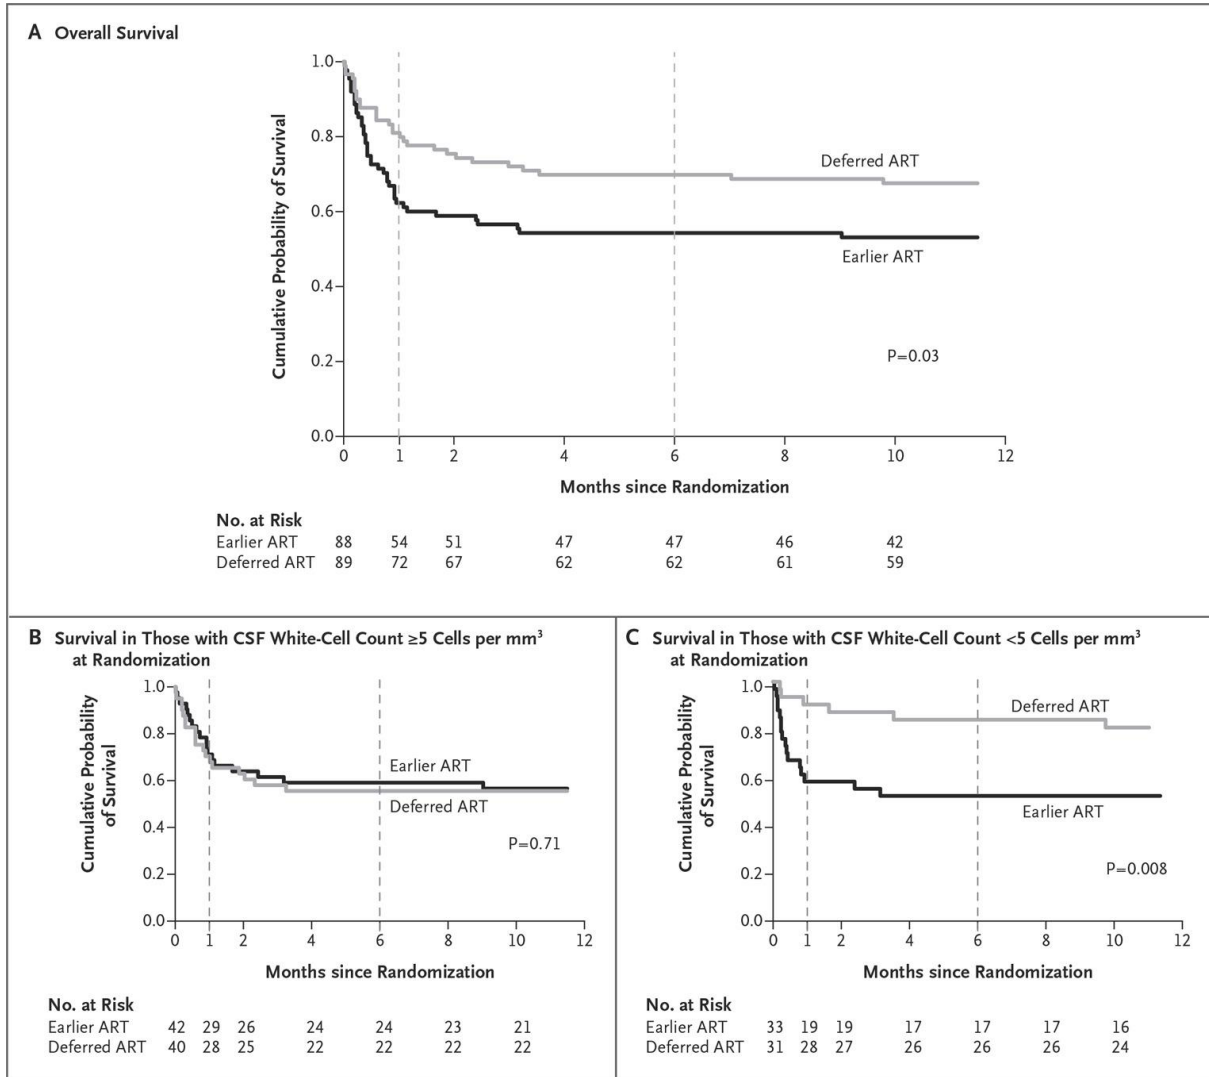 A Overall Survival
1.0
0.8
0.6
0.4
0.2
0.0
Cumulative Probability of Survival
Deferred ART
Earlier ART
P=0.03
0 1 2 4 6 8 10 12
Months since Randomization
No. at Risk
Earlier ART 88 54 51 47 47 46 42
Deferred ART 89 72 67 62 62 61 59
B Survival in Those with CSF White-Cell Count ≥5 Cells per mm³
at Randomization
1.0
0.8
0.6
0.4
0.2
0.0
Cumulative Probability
of Survival
Earlier ART
Deferred ART
P=0.71
0 1 2 4 6 8 10 12
Months since Randomization
No. at Risk
Earlier ART 42 29 26 24 24 23 21
Deferred ART 40 28 25 22 22 22 22
C Survival in Those with CSF White-Cell Count <5 Cells per mm³
at Randomization
1.0
0.8
0.6
0.4
0.2
0.0
Cumulative Probability
of Survival
Deferred ART
Earlier ART
P=0.008
0 1 2 4 6 8 10 12
Months since Randomization
No. at Risk
Earlier ART 33 19 19 17 17 17 16
Deferred ART 31 28 27 26 26 26 24